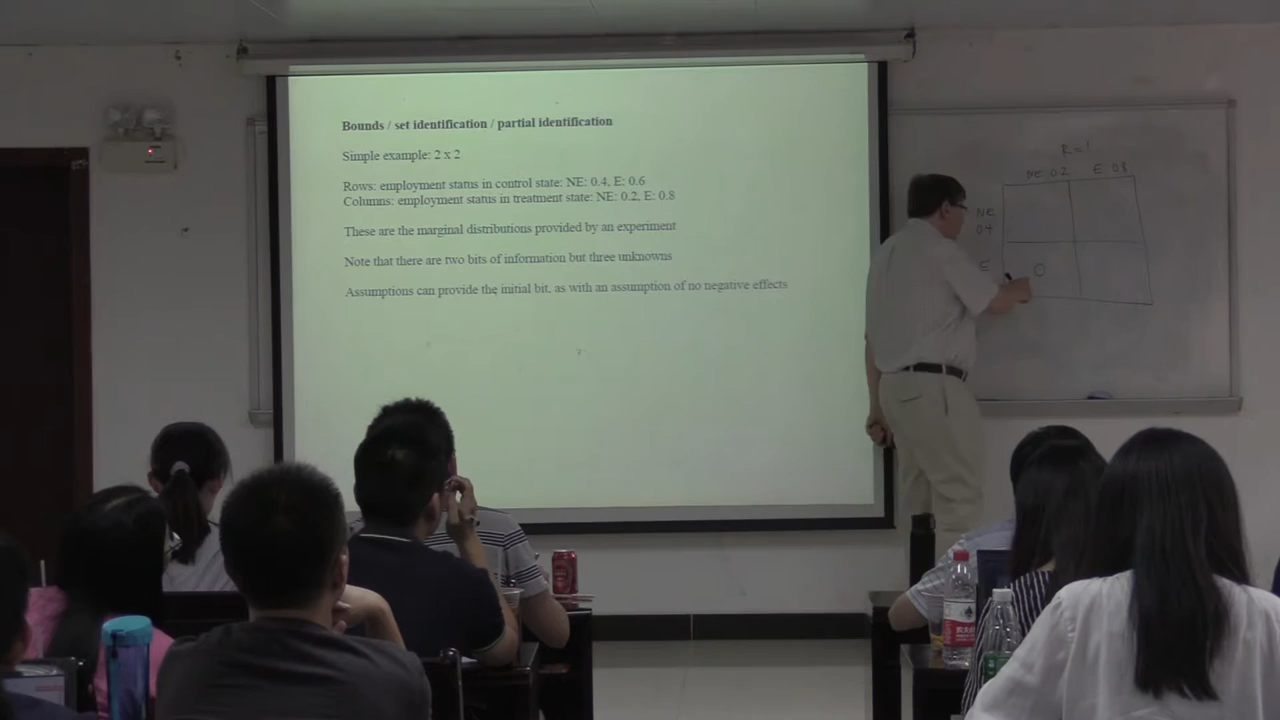 Bounds / set identification / partial identification
Simple example: 2 x 2
Rows: employment status in control state: NE: 0.4, E: 0.6
Columns: employment status in treatment state: NE: 0.2, E: 0.8
These are the marginal distributions provided by an experiment
Note that there are two bits of information but three unknowns
Assumptions can provide the initial bit, as with an assumption of no negative effects
R=1
NE 0.2 E 0.8
NE
0.4
E 0